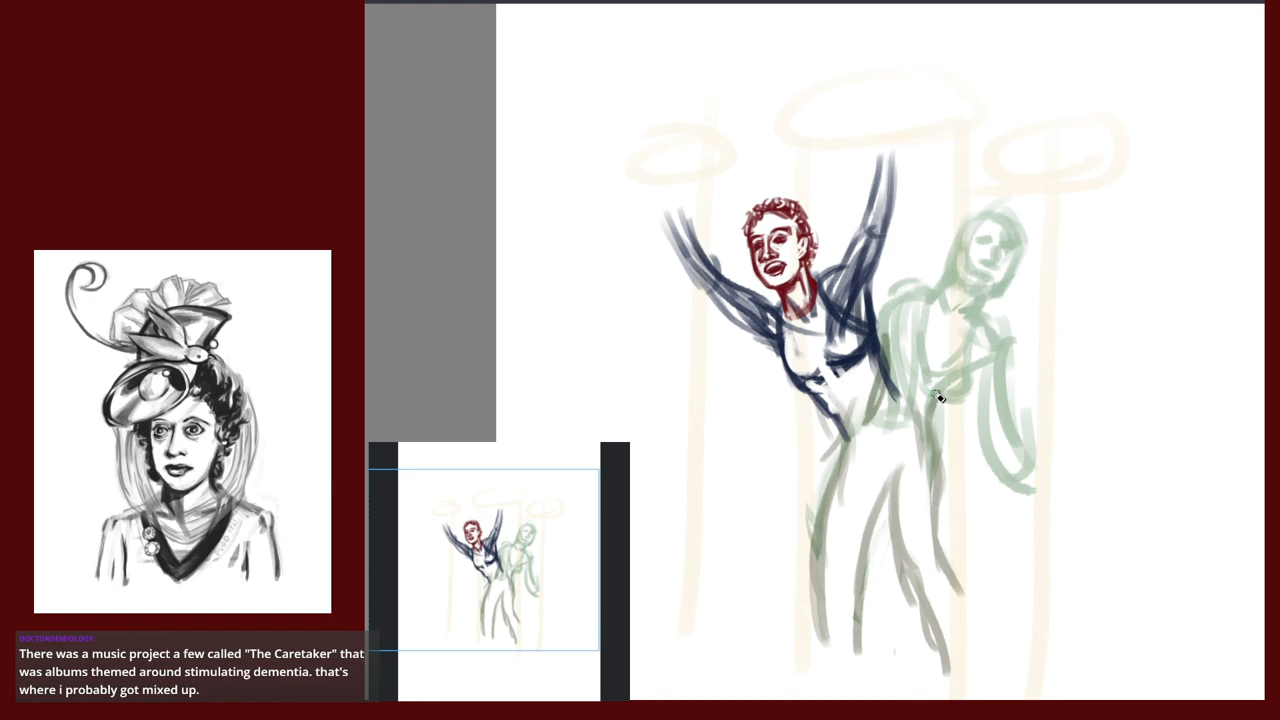 DOCTORDEMIOLOGY
There was a music project a few called "The Caretaker" that
was albums themed around stimulating dementia. that's
where i probably got mixed up.